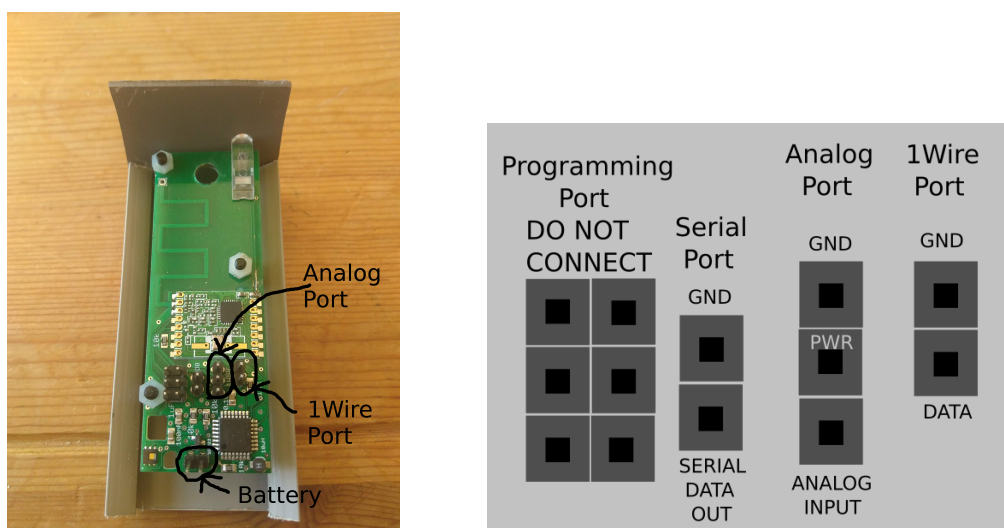 Analog
Port
1Wire
Port
Battery
Programming
Port
DO NOT
CONNECT
Serial
Port
GND
SERIAL
DATA
OUT
Analog
Port
GND
PWR
ANALOG
INPUT
1Wire
Port
GND
DATA